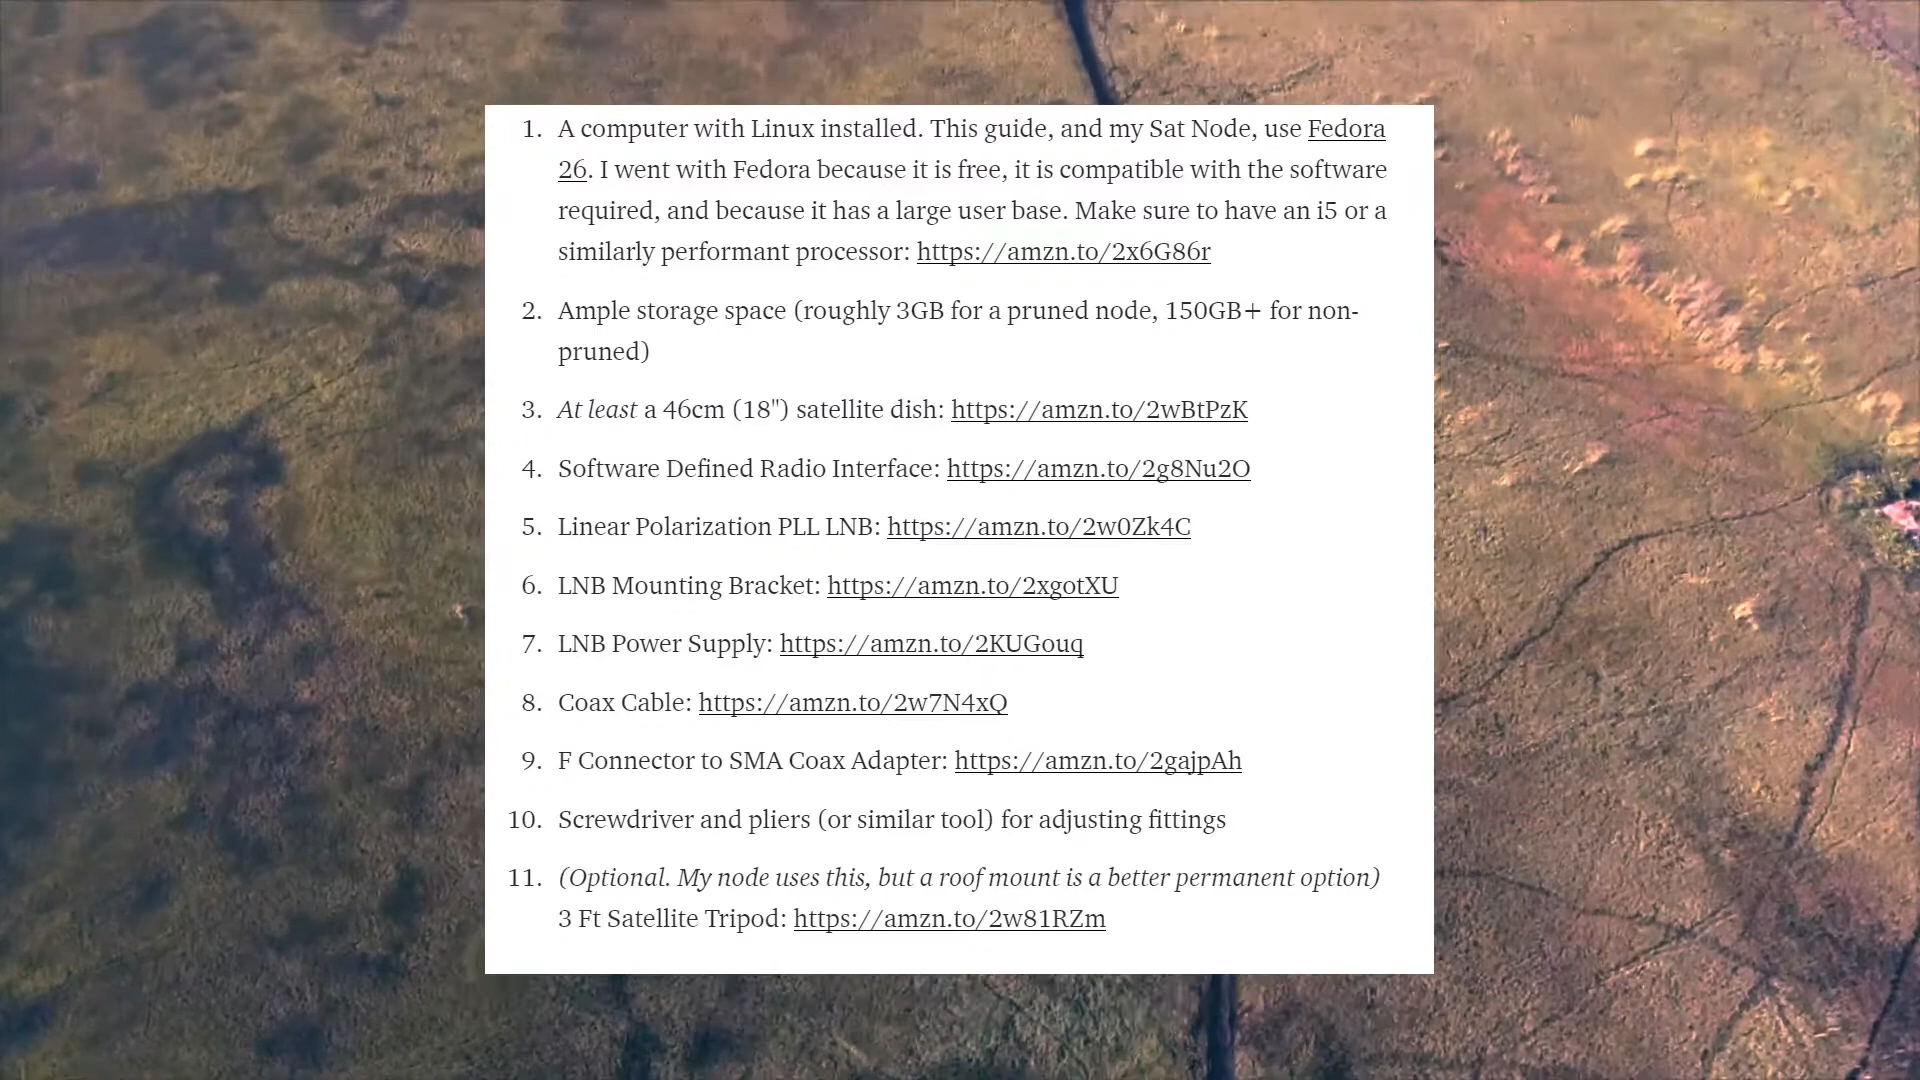 1. A computer with Linux installed. This guide, and my Sat Node, use Fedora
26. I went with Fedora because it is free, it is compatible with the software
required, and because it has a large user base. Make sure to have an i5 or a
similarly performant processor: https://amzn.to/2x6G86r
2. Ample storage space (roughly 3GB for a pruned node, 150GB+ for non-
pruned)
3. At least a 46cm (18") satellite dish: https://amzn.to/2wBtPzK
4. Software Defined Radio Interface: https://amzn.to/2g8Nu2O
5. Linear Polarization PLL LNB: https://amzn.to/2w0Zk4C
6. LNB Mounting Bracket: https://amzn.to/2xgotXU
7. LNB Power Supply: https://amzn.to/2KUGouq
8. Coax Cable: https://amzn.to/2w7N4xQ
9. F Connector to SMA Coax Adapter: https://amzn.to/2gajpAh
10. Screwdriver and pliers (or similar tool) for adjusting fittings
11. (Optional. My node uses this, but a roof mount is a better permanent option)
3 Ft Satellite Tripod: https://amzn.to/2w81RZm